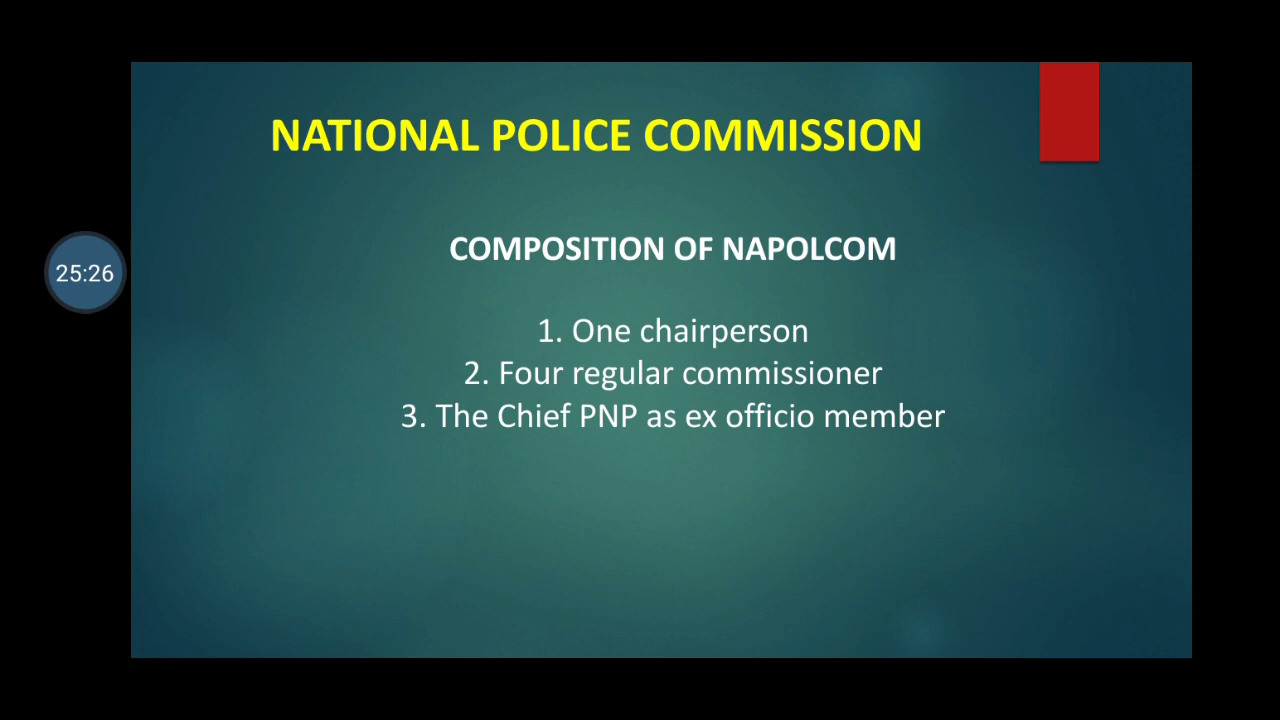 NATIONAL POLICE COMMISSION
25:26
COMPOSITION OF NAPOLCOM
1. One chairperson
2. Four regular commissioner
3. The Chief PNP as ex officio member